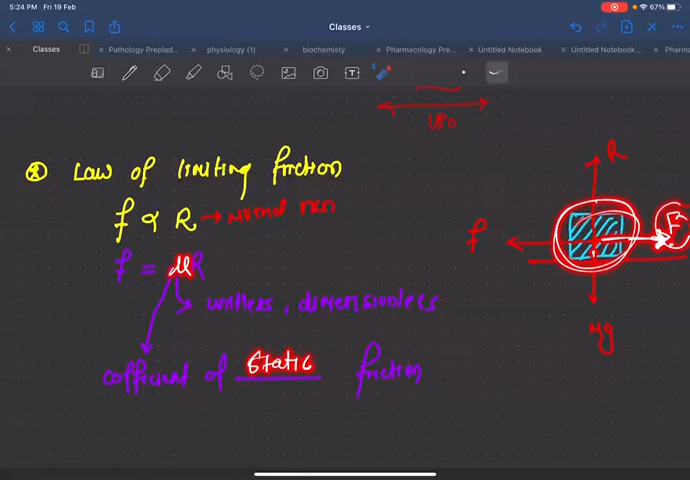 5:24 PM Fri 19 Feb
67%
Classes
Classes
Pathology Preplad...
physiology (1)
biochemisty
Pharmacology Pre...
Untitled Notebook
Untitled Notebook...
Pharma
180
Law of limiting friction
f ∝ R → Normal rxn
f = μR
unitless, dimensionless
coefficient of static friction
R
f
F
mg